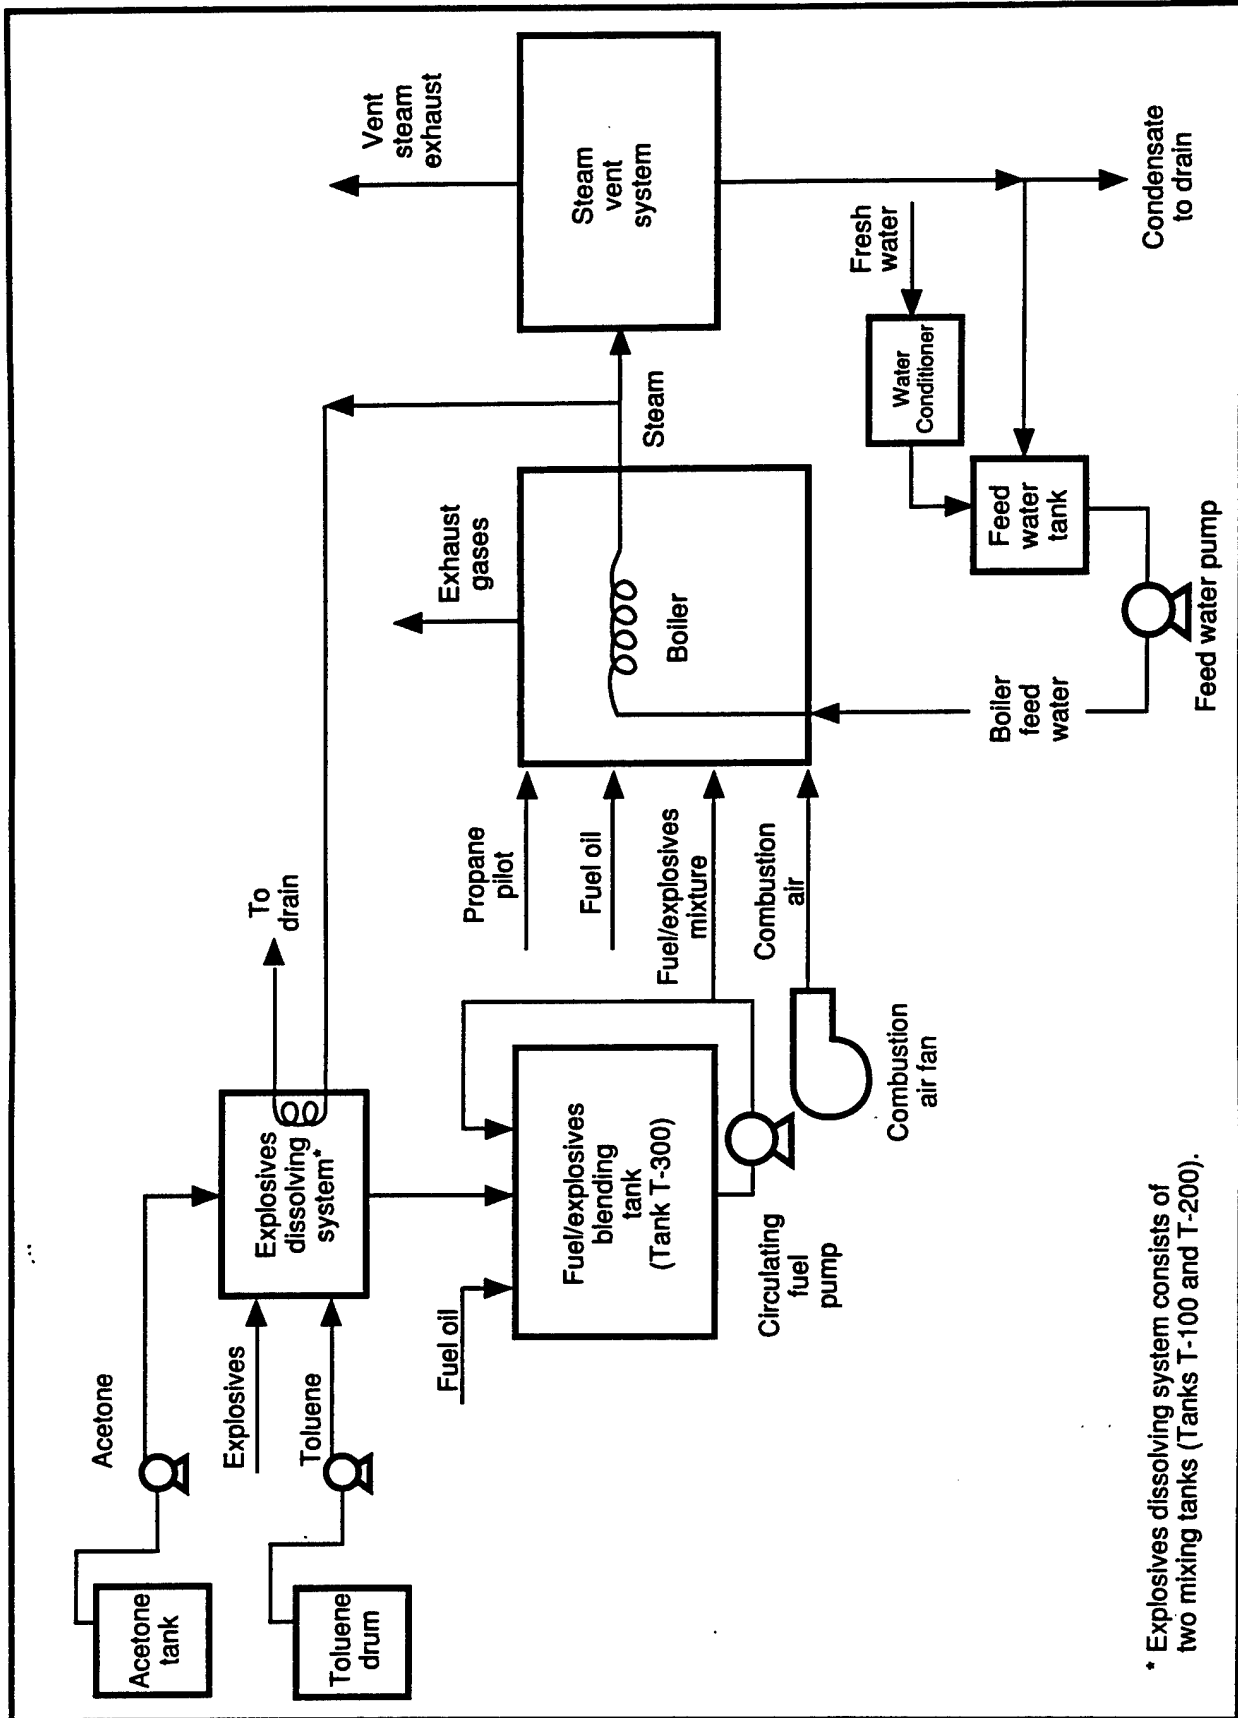 Acetone
tank
Acetone
Toluene
drum
Toluene
Explosives
Explosives
dissolving
system*
To
drain
Fuel oil
Fuel/explosives
blending
tank
(Tank T-300)
Circulating
fuel
pump
Combustion
air fan
Propane
pilot
Fuel oil
Fuel/explosives
mixture
Combustion
air
Exhaust
gases
Boiler
Steam
Boiler
feed
water
Feed water pump
Feed
water
tank
Water
Conditioner
Fresh
water
Vent
steam
exhaust
Steam
vent
system
Condensate
to drain
* Explosives dissolving system consists of
two mixing tanks (Tanks T-100 and T-200).